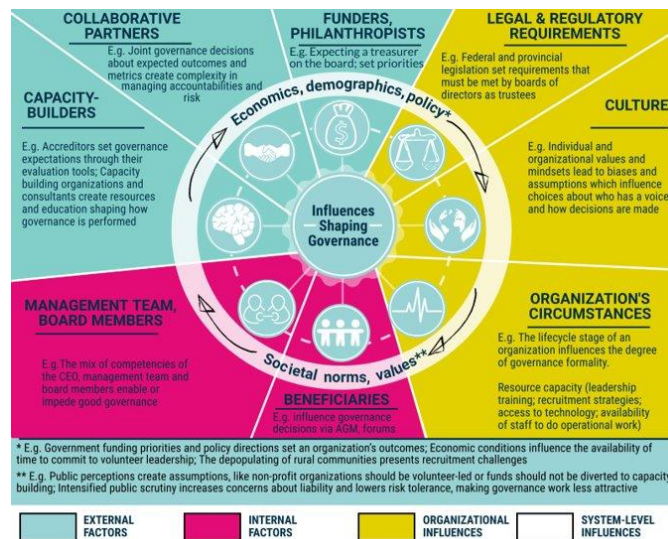 COLLABORATIVE
PARTNERS
E.g. Joint governance decisions
about expected outcomes and
metrics create complexity in
managing accountabilities and
risk
FUNDERS,
PHILANTHROPISTS
E.g. Expecting a treasurer
on the board; set priorities
LEGAL & REGULATORY
REQUIREMENTS
E.g. Federal and provincial
legislation set requirements that
must be met by boards of
directors as trustees
CAPACITY-
BUILDERS
E.g. Accreditors set governance
expectations through their
evaluation tools; Capacity
building organizations and
consultants create resources
and education shaping how
governance is performed
Economics, demographics, policy*
CULTURE
E.g. Individual and
organizational values and
mindsets lead to biases and
assumptions which influence
choices about who has a voice
and how decisions are made
Influences
Shaping
Governance
MANAGEMENT TEAM,
BOARD MEMBERS
E.g.The mix of competencies of
the CEO, management team and
board members enable or
impede good governance
Societal norms, values**
BENEFICIARIES
E.g. influence governance
decisions via AGM, forums
ORGANIZATION'S
CIRCUMSTANCES
E.g. The lifecycle stage of an
organization influences the degree
of governance formality.
Resource capacity (leadership
training; recruitment strategies;
access to technology; availability
of staff to do operational work)
* E.g. Government funding priorities and policy directions set an organization's outcomes; Economic conditions influence the availability of
time to commit to volunteer leadership; The depopulating of rural communities presents recruitment challenges
** E.g. Public perceptions create assumptions, like non-profit organizations should be volunteer-led or funds should not be diverted to capacity
building; Intensified public scrutiny increases concerns about liability and lowers risk tolerance, making governance work less attractive
EXTERNAL
FACTORS
INTERNAL
FACTORS
ORGANIZATIONAL
INFLUENCES
SYSTEM-LEVEL
INFLUENCES